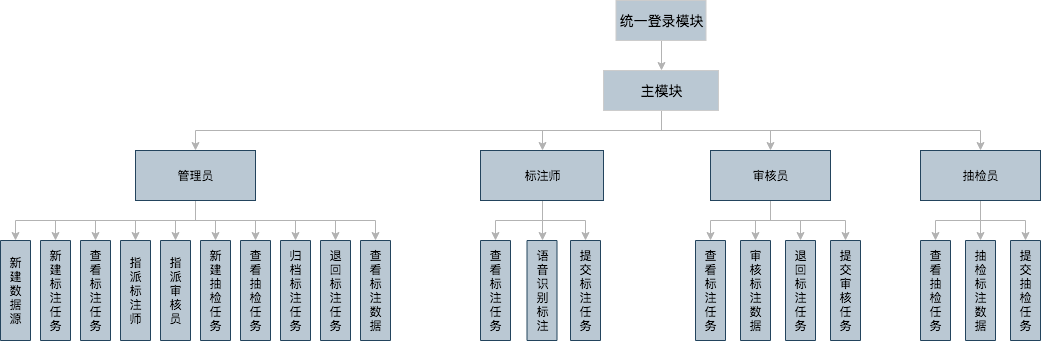 统一登录模块
主模块
管理员
标注师
审核员
抽检员
新建数据源
新建标注任务
查看标注任务
指派标注师
指派审核员
新建抽检任务
查看抽检任务
归档标注任务
退回标注任务
查看标注数据
查看标注任务
语音识别标注
提交标注任务
查看标注任务
审核标注数据
退回标注任务
提交审核任务
查看抽检任务
抽检标注数据
提交抽检任务